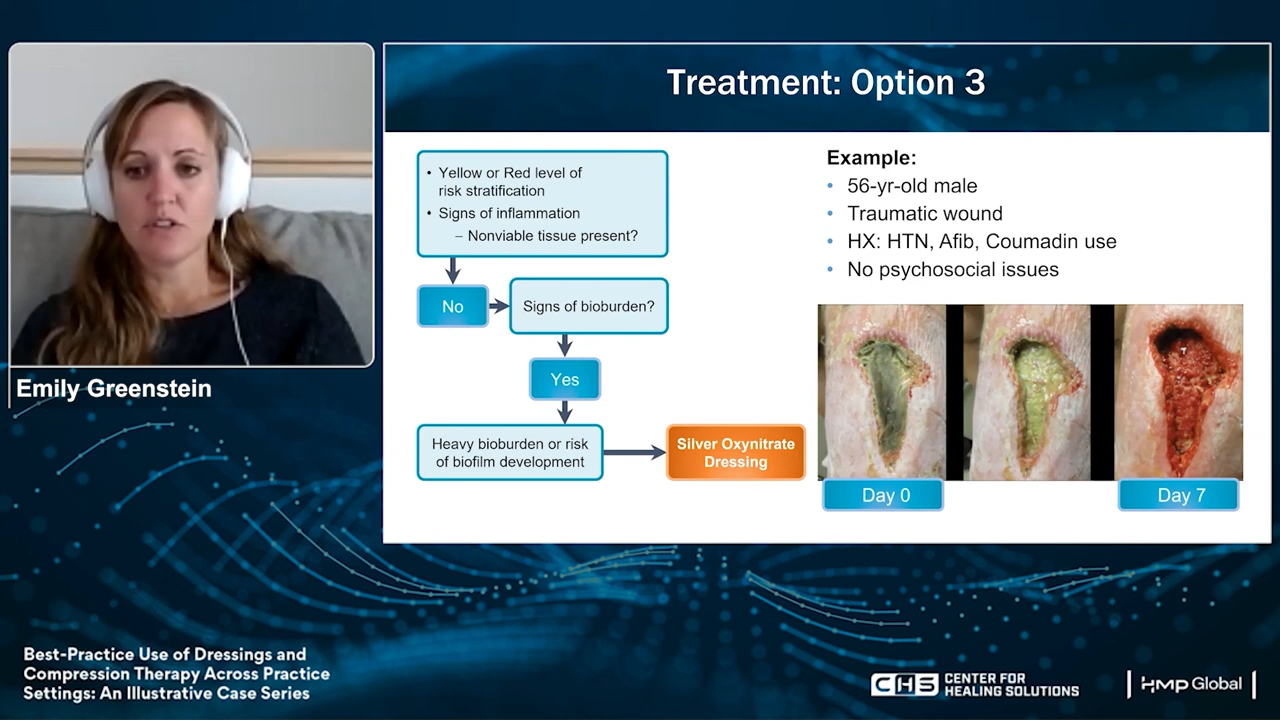 Treatment: Option 3
• Yellow or Red level of
risk stratification
• Signs of inflammation
– Nonviable tissue present?
No
Signs of bioburden?
Yes
Heavy bioburden or risk
of biofilm development
Silver Oxynitrate
Dressing
Example:
• 56-yr-old male
• Traumatic wound
• HX: HTN, Afib, Coumadin use
• No psychosocial issues
Day 0
Day 7
Emily Greenstein
Best-Practice Use of Dressings and
Compression Therapy Across Practice
Settings: An Illustrative Case Series
CHS CENTER FOR
HEALING SOLUTIONS
HMP Global